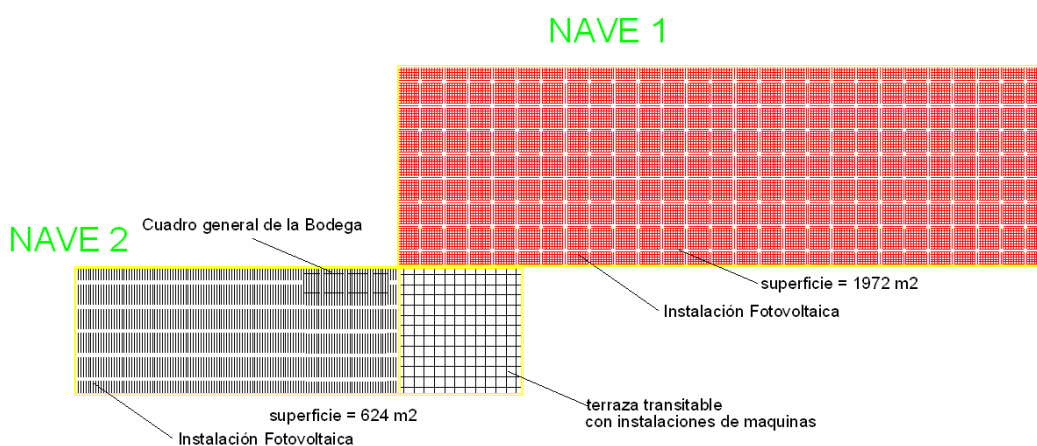 NAVE 1
Cuadro general de la Bodega
NAVE 2
superficie = 1972 m2
Instalación Fotovoltaica
terraza transitable
con instalaciones de maquinas
superficie = 624 m2
Instalación Fotovoltaica